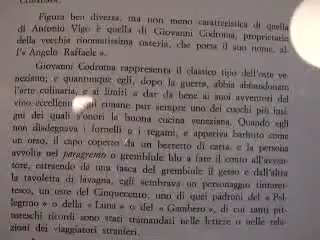 Figura ben diversa, ma non meno caratteristica di quella
di Antonio Vigo è quella di Giovanni Codroma, proprietario
della vecchia rinomatissima osteria, che porta il suo nome, al-
l'« Angelo Raffaele ».
Giovanni Codroma rappresenta il classico tipo dell'oste ve-
neziano; e quantunque egli, dopo la guerra, abbia abbandonato
l'arte culinaria, e si limiti a dar da bere ai suoi avventori del
vino eccellente, egli rimane pur sempre uno dei cuochi più insi-
gni dei quali s'onori la buona cucina veneziana. Quando egli
non disdegnava i fornelli o i tegami, e appariva barbuto come
un orso, il capo coperto da un berretto di carta, e la persona
avvolta nel paragremto o grembiule blu a fare il conto all'avven-
tore, catraendo da una tasca del grembiule il gesso e dall'altra
la tavoletta di lavagna, egli sembrava un personaggio tintoret-
tesco, un oste del Cinquecento, uno di quei padroni del « Pel-
legrino » o della « Luna » o del « Gambero », di cui tanti pit-
toreschi ricordi sono stati tramandati nelle lettere o nelle rela-
zioni dei viaggiatori stranieri.